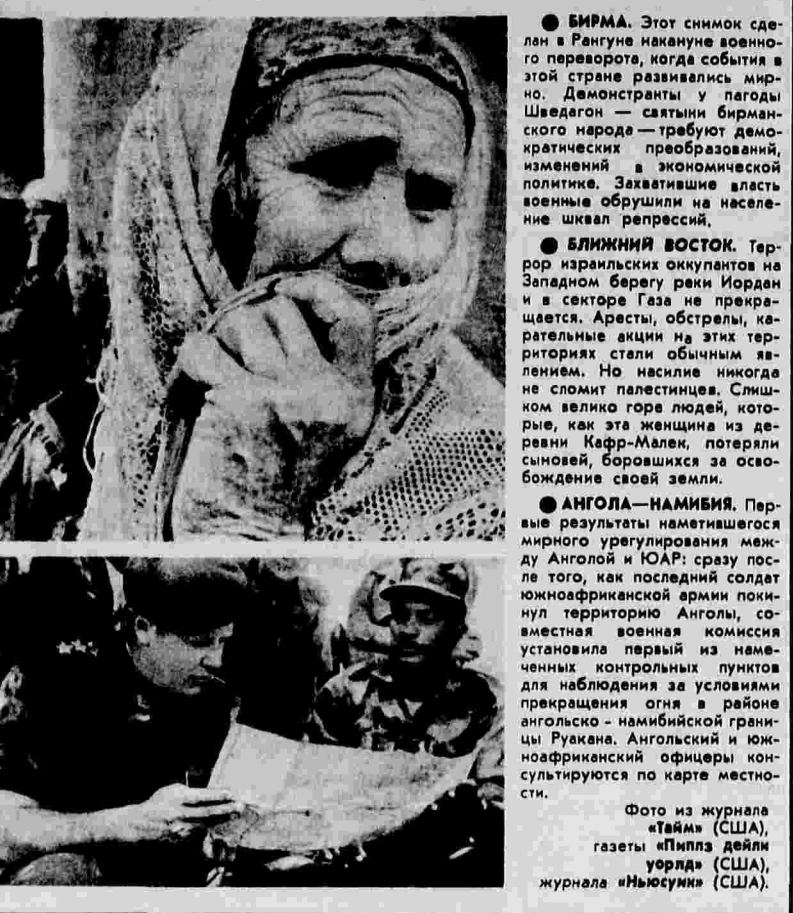 ● БИРМА. Этот снимок сде-
лан в Рангуне накануне военно-
го переворота, когда события в
этой стране развивались мир-
но. Демонстранты у пагоды
Шведагон — святыни бирман-
ского народа — требуют демо-
кратических преобразований,
изменений в экономической
политике. Захватившие власть
военные обрушили на населе-
ние шквал репрессий.
● БЛИЖНИЙ ВОСТОК. Тер-
рор израильских оккупантов на
Западном берегу реки Иордан
и в секторе Газа не прекра-
щается. Аресты, обстрелы, ка-
рательные акции на этих тер-
риториях стали обычным яв-
лением. Но насилие никогда
не сломит палестинцев. Слиш-
ком велико горе людей, кото-
рые, как эта женщина из де-
ревни Кафр-Малек, потеряли
сыновей, боровшихся за осво-
бождение своей земли.
● АНГОЛА—НАМИБИЯ. Пер-
вые результаты наметившегося
мирного урегулирования меж-
ду Анголой и ЮАР: сразу пос-
ле того, как последний солдат
южноафриканской армии поки-
нул территорию Анголы, со-
вместная военная комиссия
установила первый из наме-
ченных контрольных пунктов
для наблюдения за условиями
прекращения огня в районе
ангольско - намибийской грани-
цы Руакана. Ангольский и юж-
ноафриканский офицеры кон-
сультируются по карте местно-
сти.
Фото из журнала
«Тайм» (США),
газеты «Пиплз дейли
уорлд» (США),
журнала «Ньюсуик» (США).